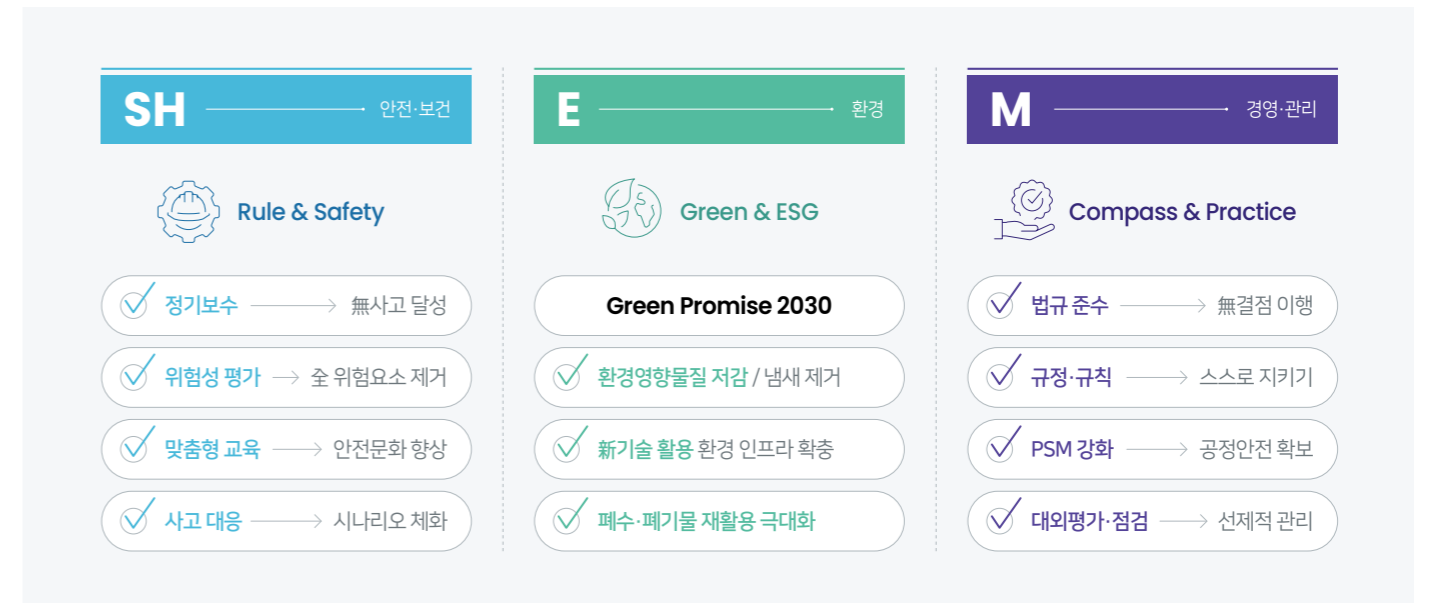 SH 안전·보건
Rule & Safety
정기보수 → 無사고 달성
위험성 평가 → 全 위험요소 제거
맞춤형 교육 → 안전문화 향상
사고 대응 → 시나리오 체화
E 환경
Green & ESG
Green Promise 2030
환경영향물질 저감 / 냄새 제거
新기술 활용 환경 인프라 확충
폐수·폐기물 재활용 극대화
M 경영·관리
Compass & Practice
법규 준수 → 無결점 이행
규정·규칙 → 스스로 지키기
PSM 강화 → 공정안전 확보
대외평가·점검 → 선제적 관리